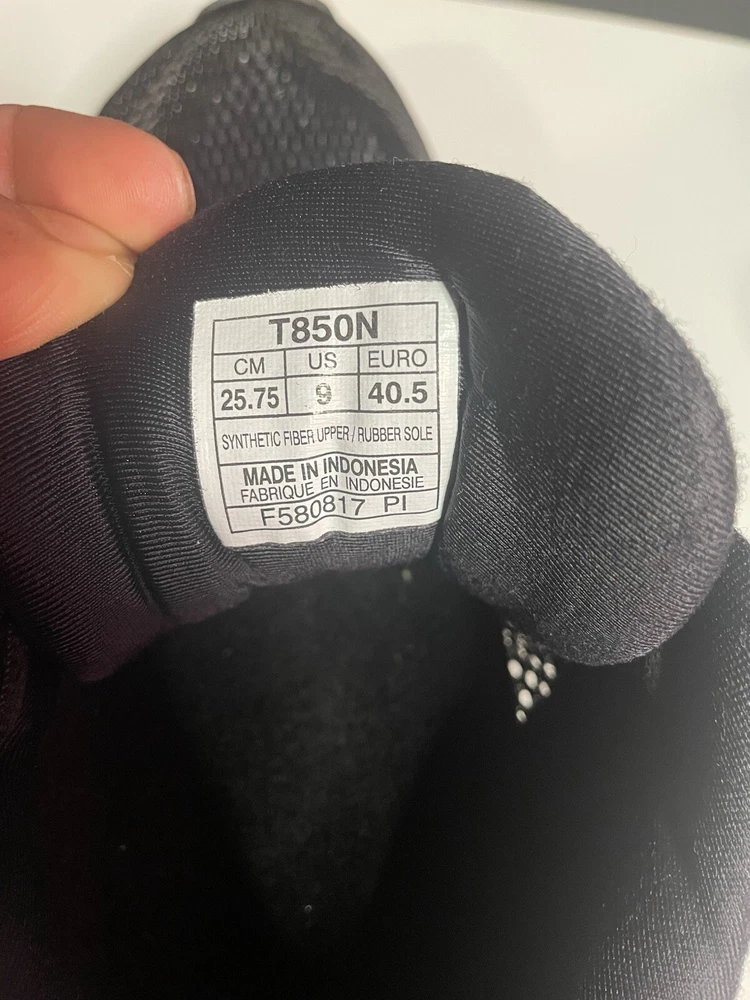 T850N
CM US EURO
25.75 9 40.5
SYNTHETIC FIBER UPPER / RUBBER SOLE
MADE IN INDONESIA
FABRIQUE EN INDONESIE
F580817 PI